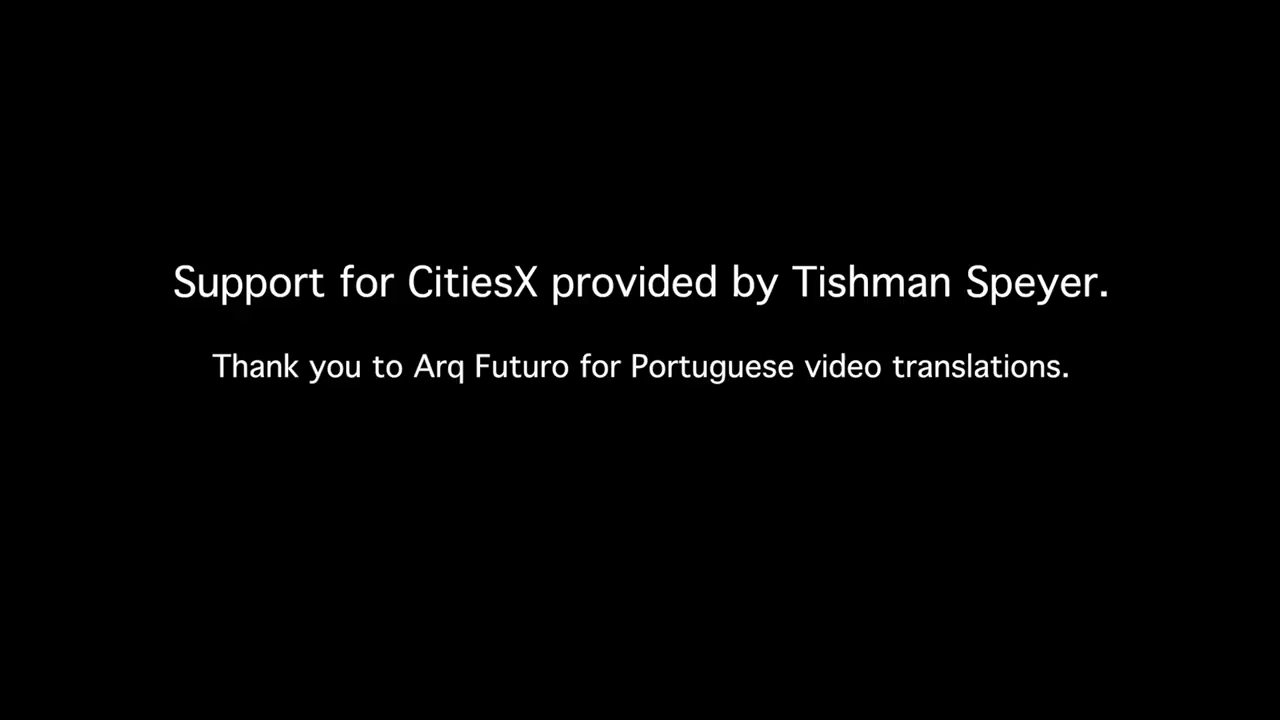 Support for CitiesX provided by Tishman Speyer.
Thank you to Arq Futuro for Portuguese video translations.